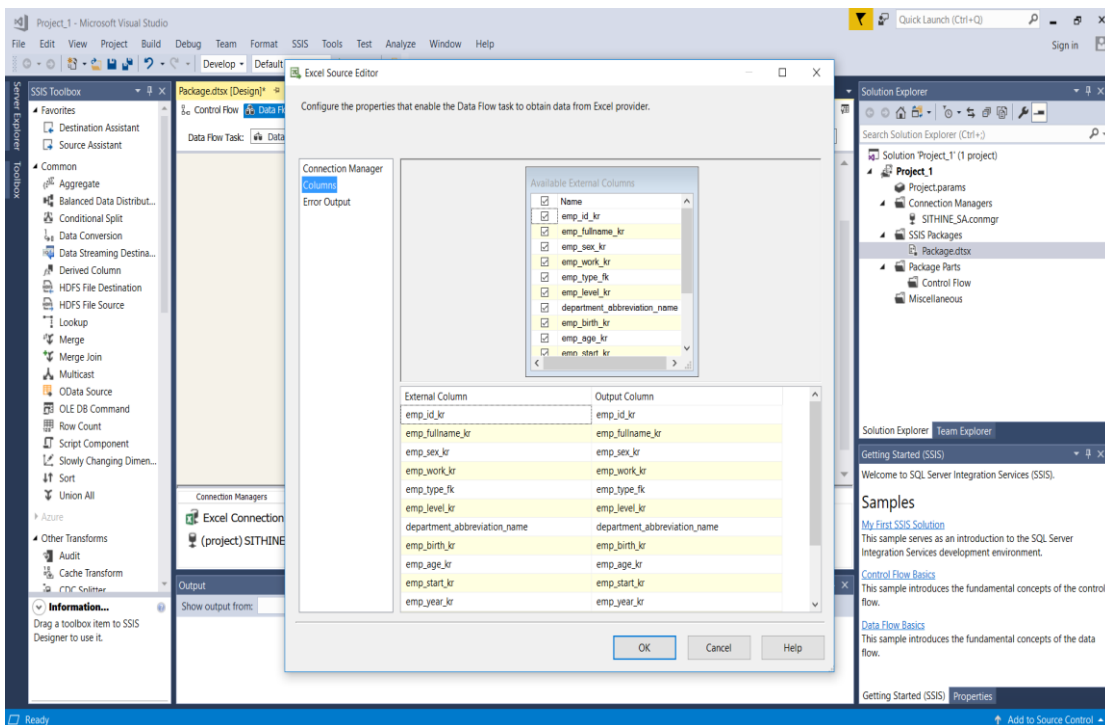 Project_1 - Microsoft Visual Studio
Quick Launch (Ctrl+Q)
File Edit View Project Build Debug Team Format SSIS Tools Test Analyze Window Help
Sign in
Develop Default
Server Explorer
Toolbox
SSIS Toolbox
Favorites
Destination Assistant
Source Assistant
Common
Aggregate
Balanced Data Distribut...
Conditional Split
Data Conversion
Data Streaming Destina...
Derived Column
HDFS File Destination
HDFS File Source
Lookup
Merge
Merge Join
Multicast
OData Source
OLE DB Command
Row Count
Script Component
Slowly Changing Dimen...
Sort
Union All
Azure
Other Transforms
Audit
Cache Transform
CDC Splitter
Information...
Drag a toolbox item to SSIS
Designer to use it.
Package.dtsx [Design]*
Control Flow Data Fl
Data Flow Task: Data
Connection Managers
Excel Connection
(project) SITHINE
Output
Show output from:
Excel Source Editor
Configure the properties that enable the Data Flow task to obtain data from Excel provider.
Connection Manager
Columns
Error Output
Available External Columns
Name
emp_id_kr
emp_fullname_kr
emp_sex_kr
emp_work_kr
emp_type_fk
emp_level_kr
department_abbreviation_name
emp_birth_kr
emp_age_kr
emp_start_kr
External Column Output Column
emp_id_kr emp_id_kr
emp_fullname_kr emp_fullname_kr
emp_sex_kr emp_sex_kr
emp_work_kr emp_work_kr
emp_type_fk emp_type_fk
emp_level_kr emp_level_kr
department_abbreviation_name department_abbreviation_name
emp_birth_kr emp_birth_kr
emp_age_kr emp_age_kr
emp_start_kr emp_start_kr
emp_year_kr emp_year_kr
OK Cancel Help
Solution Explorer
Search Solution Explorer (Ctrl+;)
Solution 'Project_1' (1 project)
Project_1
Project.params
Connection Managers
SITHINE_SA.conmgr
SSIS Packages
Package.dtsx
Package Parts
Control Flow
Miscellaneous
Solution Explorer Team Explorer
Getting Started (SSIS)
Welcome to SQL Server Integration Services (SSIS).
Samples
My First SSIS Solution
This sample serves as an introduction to the SQL Server
Integration Services development environment.
Control Flow Basics
This sample introduces the fundamental concepts of the control
flow.
Data Flow Basics
This sample introduces the fundamental concepts of the data
flow.
Getting Started (SSIS) Properties
Ready
Add to Source Control